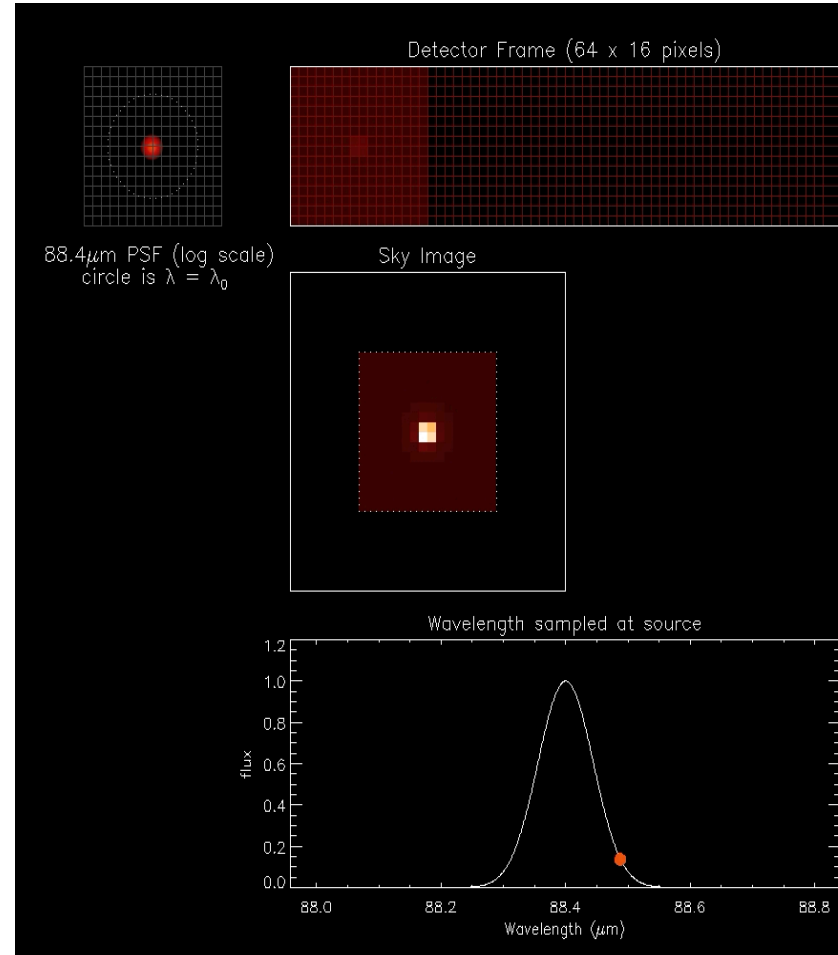 Detector Frame (64 x 16 pixels)
88.4μm PSF (log scale)
circle is λ = λ₀
Sky Image
Wavelength sampled at source
1.2
1.0
0.8
0.6
0.4
0.2
0.0
flux
88.0 88.2 88.4 88.6 88.8
Wavelength (μm)